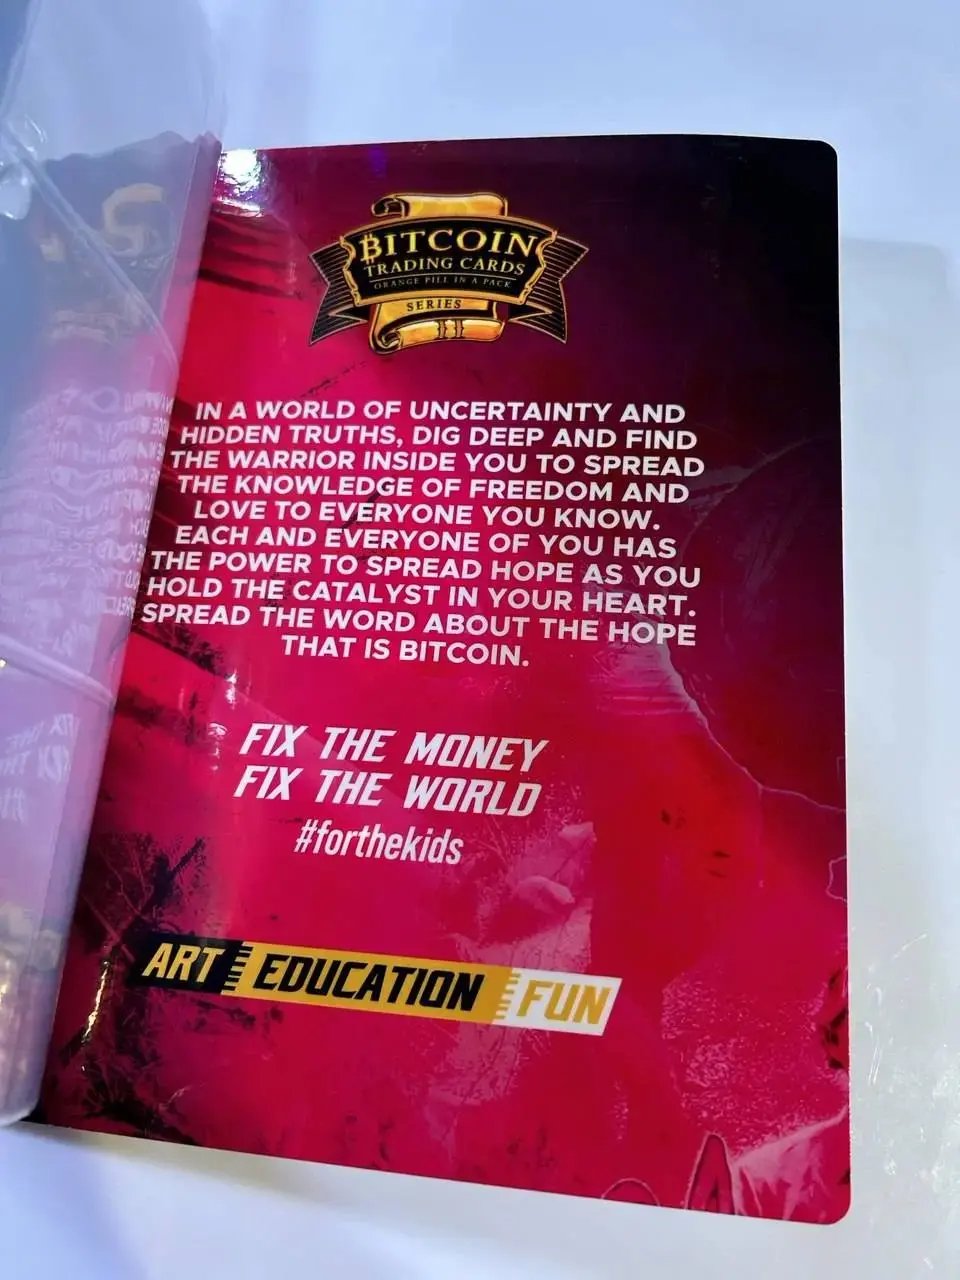 BITCOIN
TRADING CARDS
ORANGE PILL IN A PACK
SERIES
II
IN A WORLD OF UNCERTAINTY AND
HIDDEN TRUTHS, DIG DEEP AND FIND
THE WARRIOR INSIDE YOU TO SPREAD
THE KNOWLEDGE OF FREEDOM AND
LOVE TO EVERYONE YOU KNOW.
EACH AND EVERYONE OF YOU HAS
THE POWER TO SPREAD HOPE AS YOU
HOLD THE CATALYST IN YOUR HEART.
SPREAD THE WORD ABOUT THE HOPE
THAT IS BITCOIN.
FIX THE MONEY
FIX THE WORLD
#forthekids
ART EDUCATION FUN